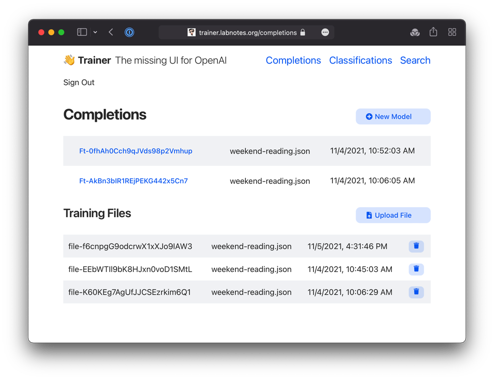 trainer.labnotes.org/completions
👋 Trainer The missing UI for OpenAI Completions Classifications Search
Sign Out
Completions New Model
Ft-0fhAh0Cch9qJVds98p2Vmhup weekend-reading.json 11/4/2021, 10:52:03 AM
Ft-AkBn3bIR1REjPEKG442x5Cn7 weekend-reading.json 11/4/2021, 10:06:05 AM
Training Files Upload File
file-f6cnpgG9odcrwX1xXJo9IAW3 weekend-reading.json 11/5/2021, 4:31:46 PM
file-EEbWTlI9bK8HJxn0voD1SMtL weekend-reading.json 11/4/2021, 10:45:03 AM
file-K60KEg7AgUfJJCSEzrkim6Q1 weekend-reading.json 11/4/2021, 10:06:29 AM